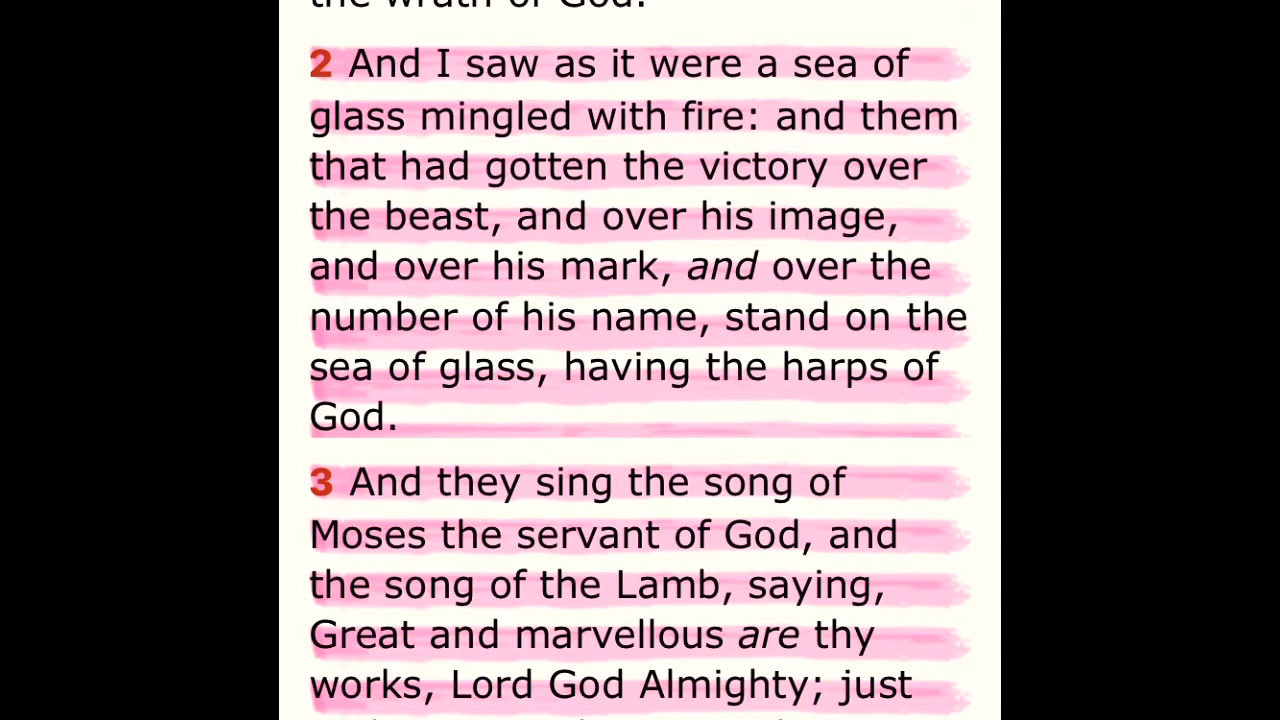 the wrath of God.
2 And I saw as it were a sea of
glass mingled with fire: and them
that had gotten the victory over
the beast, and over his image,
and over his mark, and over the
number of his name, stand on the
sea of glass, having the harps of
God.
3 And they sing the song of
Moses the servant of God, and
the song of the Lamb, saying,
Great and marvellous are thy
works, Lord God Almighty; just